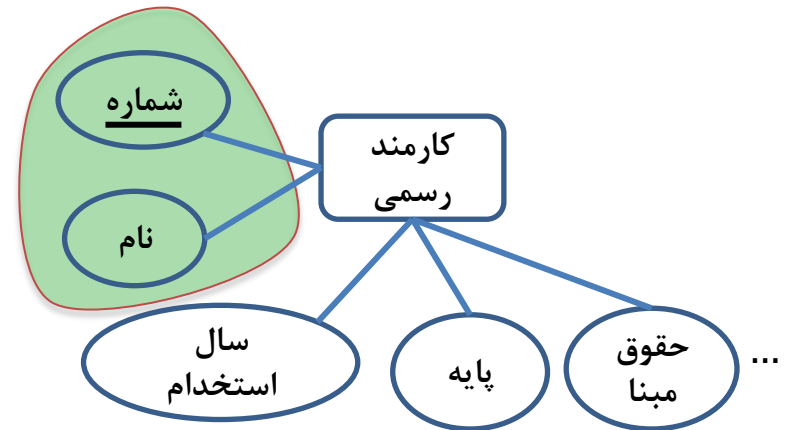 شماره
کارمند
رسمی
نام
سال
استخدام
پایه
حقوق
مبنا
...